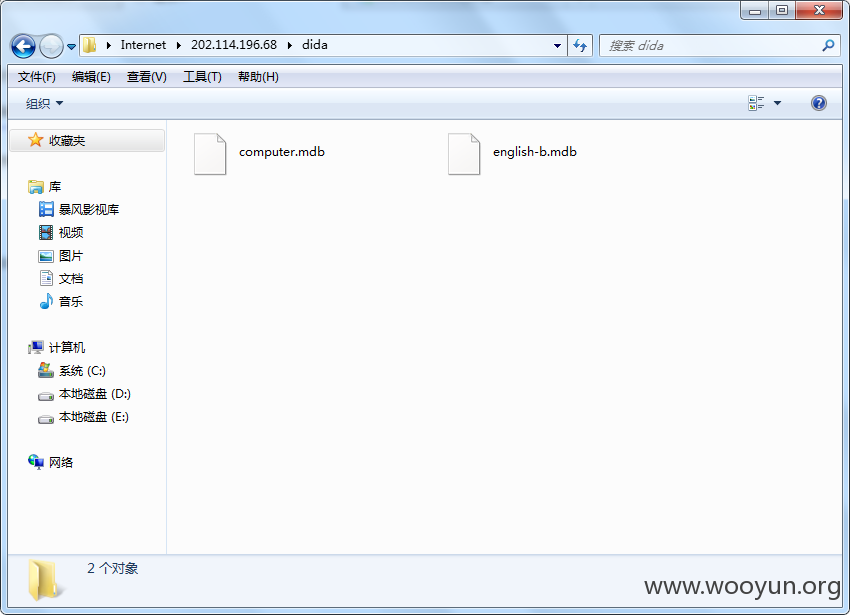 Internet 202.114.196.68 dida
搜索 dida
文件(F) 编辑(E) 查看(V) 工具(T) 帮助(H)
组织
收藏夹
computer.mdb
english-b.mdb
库
暴风影视库
视频
图片
文档
音乐
计算机
系统 (C:)
本地磁盘 (D:)
本地磁盘 (E:)
网络
2 个对象
www.wooyun.org